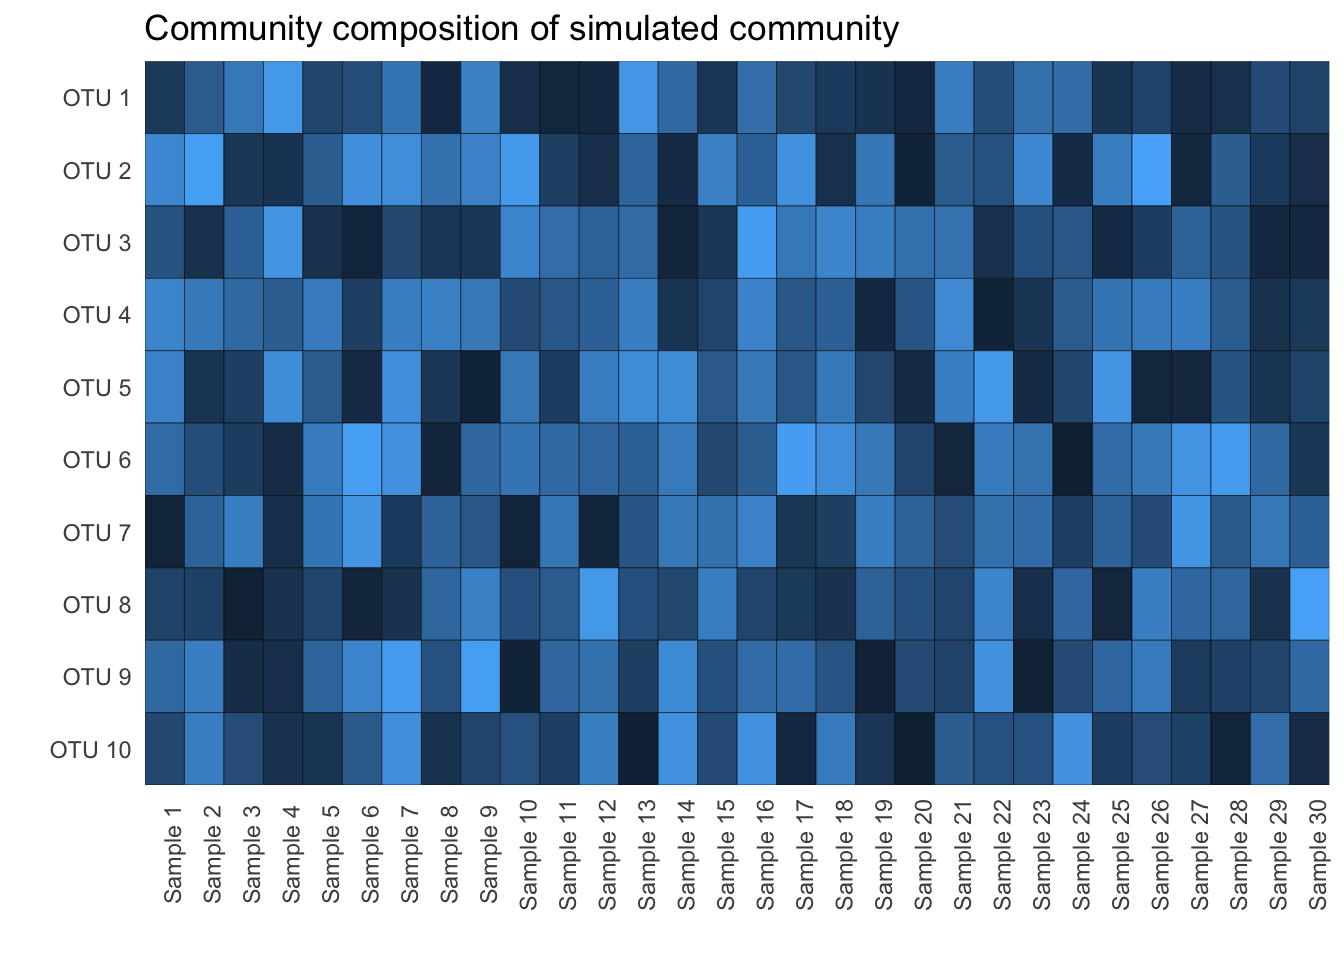 Community composition of simulated community
OTU 1
OTU 2
OTU 3
OTU 4
OTU 5
OTU 6
OTU 7
OTU 8
OTU 9
OTU 10
Sample 1
Sample 2
Sample 3
Sample 4
Sample 5
Sample 6
Sample 7
Sample 8
Sample 9
Sample 10
Sample 11
Sample 12
Sample 13
Sample 14
Sample 15
Sample 16
Sample 17
Sample 18
Sample 19
Sample 20
Sample 21
Sample 22
Sample 23
Sample 24
Sample 25
Sample 26
Sample 27
Sample 28
Sample 29
Sample 30